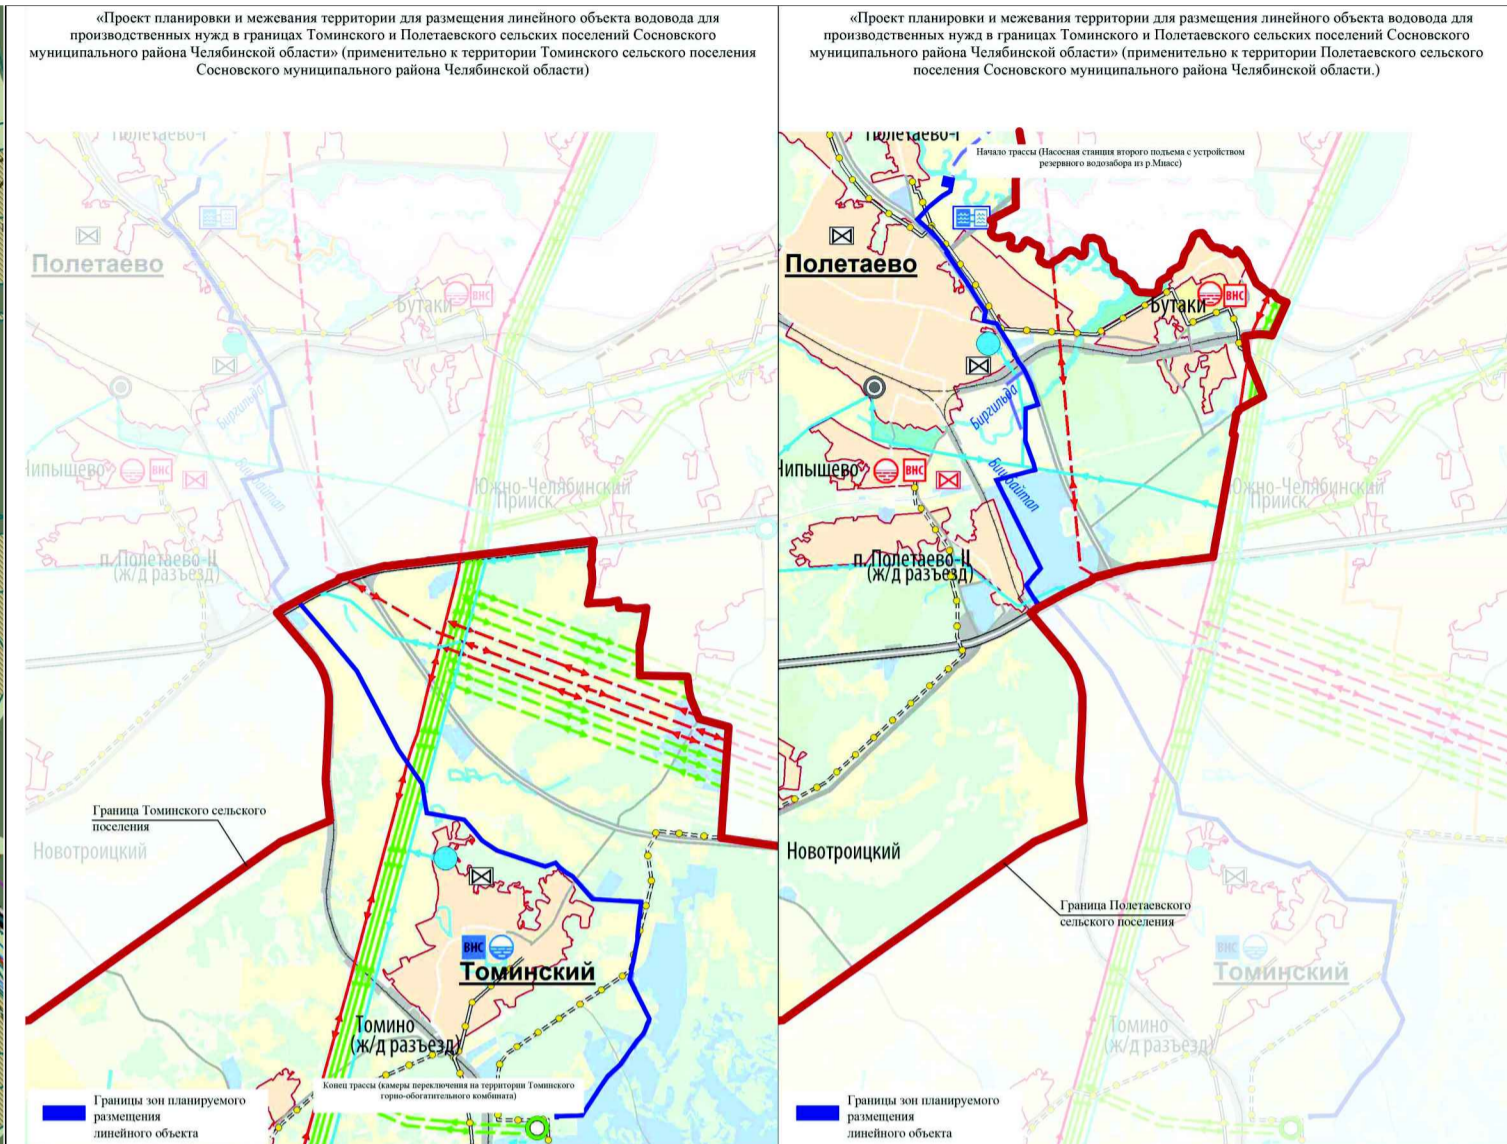 «Проект планировки и межевания территории для размещения линейного объекта водовода для
производственных нужд в границах Томинского и Полетаевского сельских поселений Сосновского
муниципального района Челябинской области» (применительно к территории Томинского сельского поселения
Сосновского муниципального района Челябинской области)
Полетаево-I
Полетаево
Бутаки
Биргильда
ВНС
Южно-Челябинский
Прииск
п. Полетаево-II
(ж/д разъезд)
Граница Томинского сельского
поселения
Новотроицкий
ВНС
Томинский
Томино
(ж/д разъезд)
Конец трассы (камеры переключения на территории Томинского
горно-обогатительного комбината)
Границы зон планируемого
размещения
линейного объекта
«Проект планировки и межевания территории для размещения линейного объекта водовода для
производственных нужд в границах Томинского и Полетаевского сельских поселений Сосновского
муниципального района Челябинской области» (применительно к территории Полетаевского сельского
поселения Сосновского муниципального района Челябинской области.)
Полетаево-I
Начало трассы (Насосная станция второго подъема с устройством
резервного водозабора из р.Миасс)
Полетаево
Бутаки
ВНС
Биргильда
Чипышево
ВНС
Южно-Челябинский
Прииск
п. Полетаево-II
(ж/д разъезд)
Новотроицкий
Граница Полетаевского
сельского поселения
ВНС
Томинский
Томино
(ж/д разъезд)
Границы зон планируемого
размещения
линейного объекта